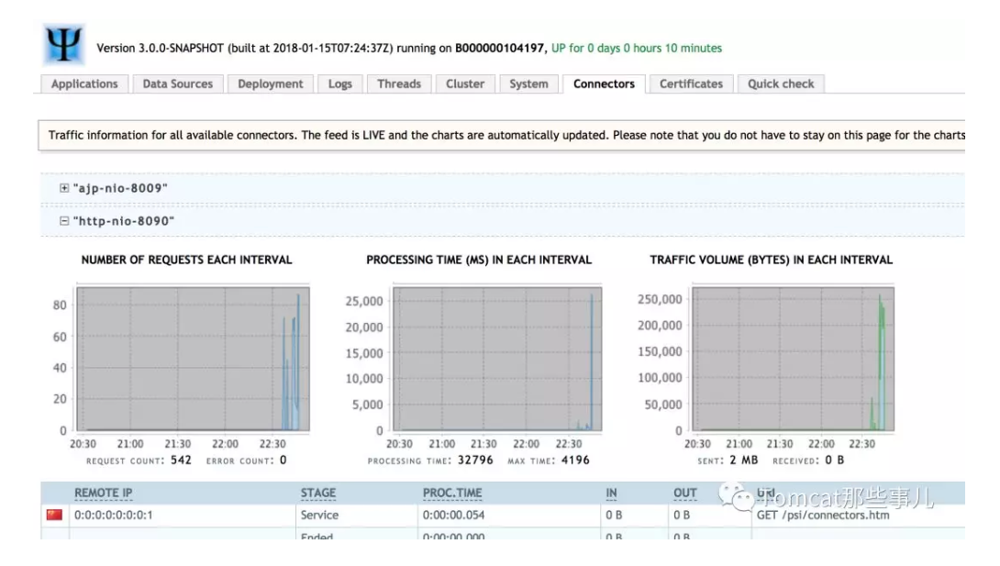 Version 3.0.0-SNAPSHOT (built at 2018-01-15T07:24:37Z) running on B000000104197, UP for 0 days 0 hours 10 minutes
Applications Data Sources Deployment Logs Threads Cluster System Connectors Certificates Quick check
Traffic information for all available connectors. The feed is LIVE and the charts are automatically updated. Please note that you do not have to stay on this page for the charts
"ajp-nio-8009"
"http-nio-8090"
NUMBER OF REQUESTS EACH INTERVAL PROCESSING TIME (MS) IN EACH INTERVAL TRAFFIC VOLUME (BYTES) IN EACH INTERVAL
80 25,000 250,000
60 20,000 200,000
15,000 150,000
40 10,000 100,000
20 5,000 50,000
0 0 0
20:30 21:00 21:30 22:00 22:30 20:30 21:00 21:30 22:00 22:30 20:30 21:00 21:30 22:00 22:30
REQUEST COUNT: 542 ERROR COUNT: 0 PROCESSING TIME: 32796 MAX TIME: 4196 SENT: 2 MB RECEIVED: 0 B
REMOTE IP STAGE PROC.TIME IN OUT URI
Tomcat那些事儿
0:0:0:0:0:0:0:1 Service 0:00:00.054 0 B 0 B GET /psi/connectors.htm
Ended 0:00:00.000 0 B 0 B